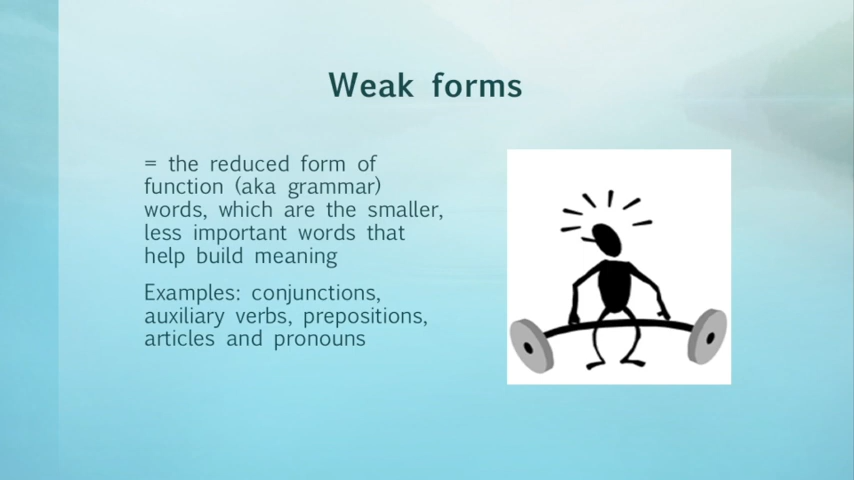 Weak forms
= the reduced form of
function (aka grammar)
words, which are the smaller,
less important words that
help build meaning
Examples: conjunctions,
auxiliary verbs, prepositions,
articles and pronouns